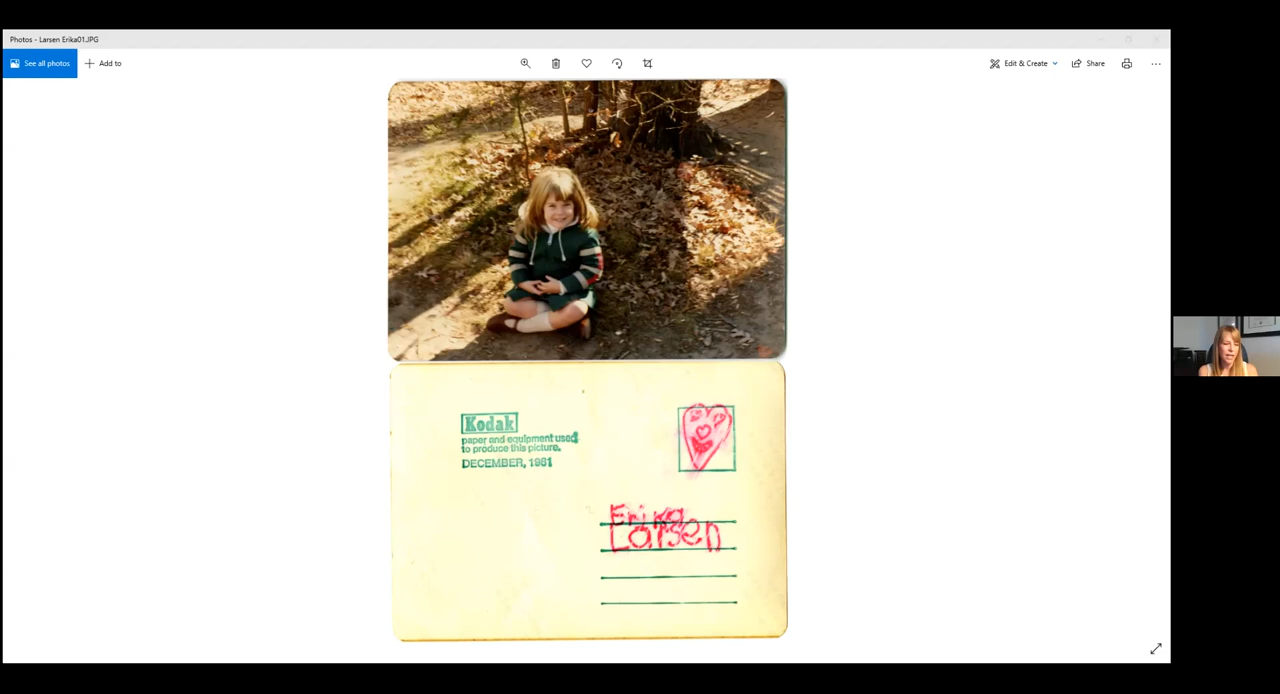 Photos - Larsen Erika01.JPG
See all photos
Add to
Edit & Create
Share
Kodak
paper and equipment used
to produce this picture.
DECEMBER, 1981
Erika
Larsen